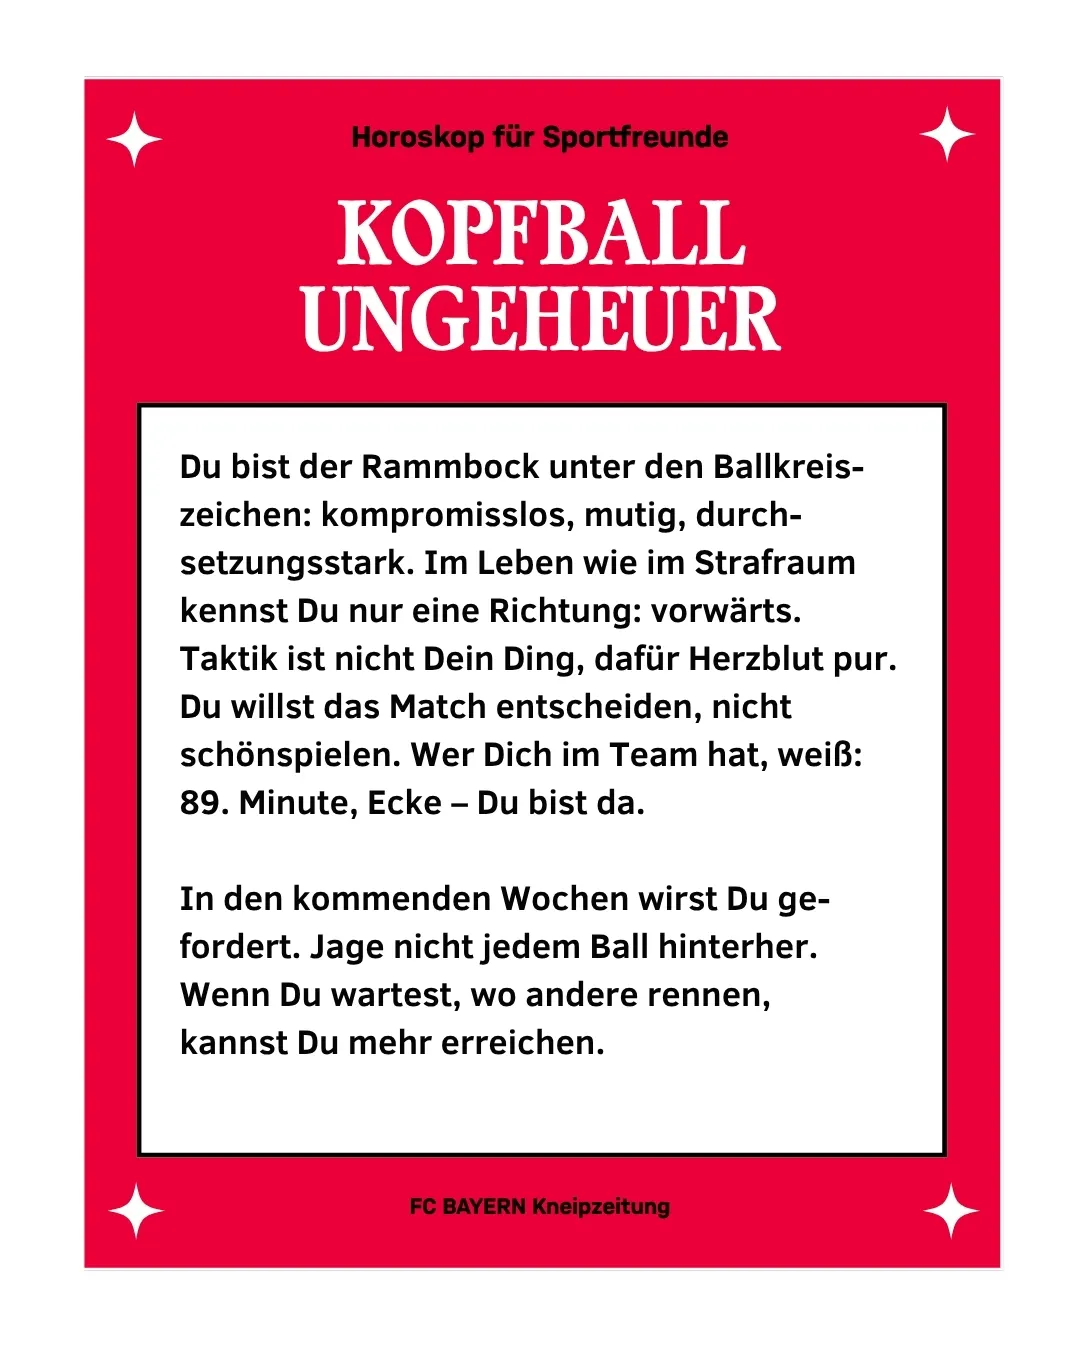 Horoskop für Sportfreunde
KOPFBALL
UNGEHEUER
Du bist der Rammbock unter den Ballkreis-
zeichen: kompromisslos, mutig, durch-
setzungsstark. Im Leben wie im Strafraum
kennst Du nur eine Richtung: vorwärts.
Taktik ist nicht Dein Ding, dafür Herzblut pur.
Du willst das Match entscheiden, nicht
schönspielen. Wer Dich im Team hat, weiß:
89. Minute, Ecke – Du bist da.
In den kommenden Wochen wirst Du ge-
fordert. Jage nicht jedem Ball hinterher.
Wenn Du wartest, wo andere rennen,
kannst Du mehr erreichen.
FC BAYERN Kneipzeitung